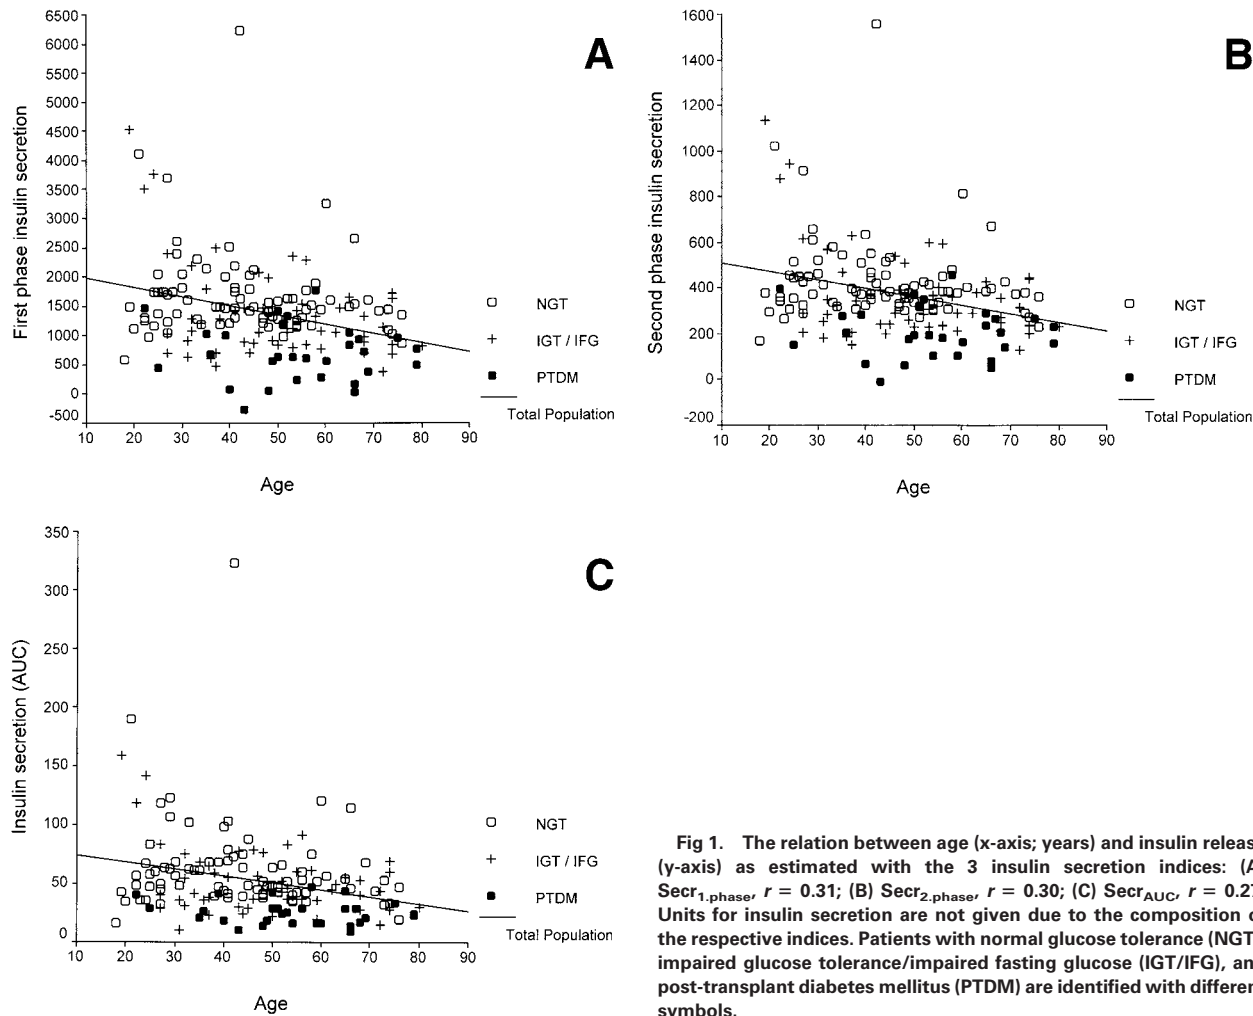 A
First phase insulin secretion
6500
6000
5500
5000
4500
4000
3500
3000
2500
2000
1500
1000
500
0
-500
10 20 30 40 50 60 70 80 90
Age
NGT
IGT / IFG
PTDM
Total Population
B
Second phase insulin secretion
1600
1400
1200
1000
800
600
400
200
0
-200
10 20 30 40 50 60 70 80 90
Age
NGT
IGT / IFG
PTDM
Total Population
C
Insulin secretion (AUC)
350
300
250
200
150
100
50
0
10 20 30 40 50 60 70 80 90
Age
NGT
IGT / IFG
PTDM
Total Population
Fig 1. The relation between age (x-axis; years) and insulin releas
(y-axis) as estimated with the 3 insulin secretion indices: (A
Secr1.phase, r = 0.31; (B) Secr2.phase, r = 0.30; (C) SecrAUC, r = 0.27
Units for insulin secretion are not given due to the composition o
the respective indices. Patients with normal glucose tolerance (NGT
impaired glucose tolerance/impaired fasting glucose (IGT/IFG), an
post-transplant diabetes mellitus (PTDM) are identified with differen
symbols.